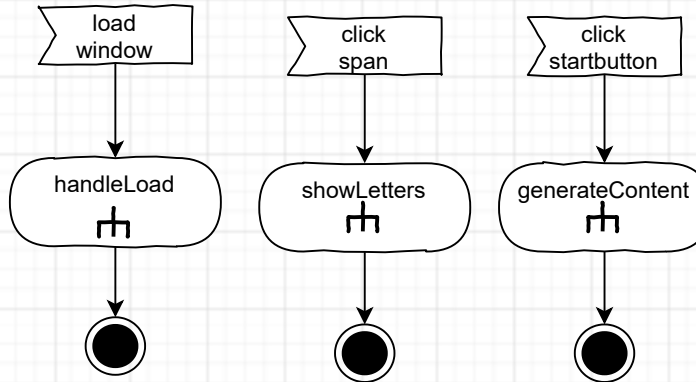 load
window
click
span
click
startbutton
handleLoad
showLetters
generateContent